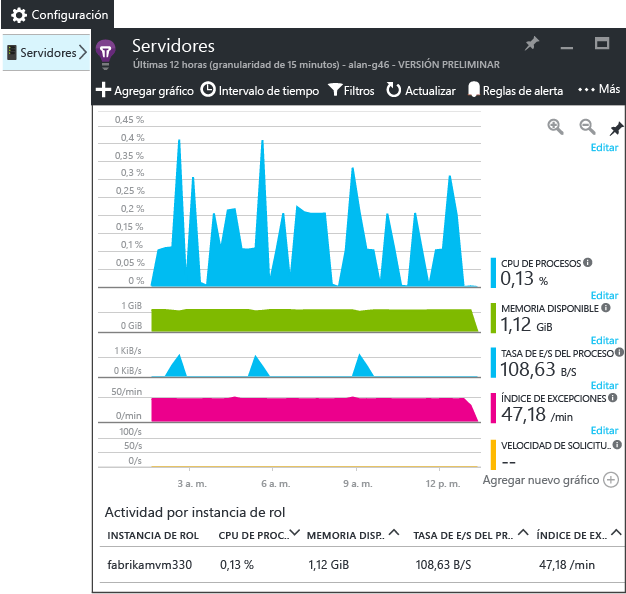 Configuración
Servidores
Servidores
Últimas 12 horas (granularidad de 15 minutos) - alan-g46 - VERSIÓN PRELIMINAR
Agregar gráfico Intervalo de tiempo Filtros Actualizar Reglas de alerta ··· Más
0,45 %
0,4 %
0,35 %
0,3 %
0,25 %
0,2 %
0,15 %
0,1 %
0,05 %
0 %
Editar
CPU DE PROCESOS
0,13 %
1 GiB
0 GiB
Editar
MEMORIA DISPONIBLE
1,12 GiB
1 KiB/s
0 KiB/s
Editar
TASA DE E/S DEL PROCESO
108,63 B/S
50/min
0/min
Editar
ÍNDICE DE EXCEPCIONES
47,18 /min
100/s
50/s
0/s
Editar
VELOCIDAD DE SOLICITU..
--
3 a. m. 6 a. m. 9 a. m. 12 p. m.
Agregar nuevo gráfico
Actividad por instancia de rol
INSTANCIA DE ROL CPU DE PROC.. MEMORIA DISP.. TASA DE E/S DEL PR.. ÍNDICE DE EX..
fabrikamvm330 0,13 % 1,12 GiB 108,63 B/S 47,18 /min